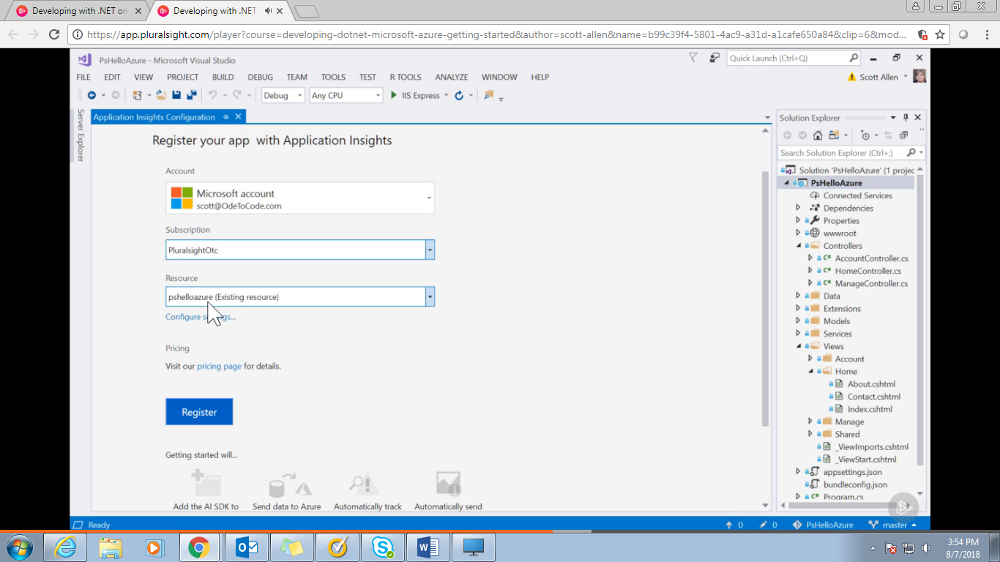 Developing with .NET on
Developing with .NET
https://app.pluralsight.com/player?course=developing-dotnet-microsoft-azure-getting-started&author=scott-allen&name=b99c39f4-5801-4ac9-a31d-a1cafe650a84&clip=6&mod...
PsHelloAzure - Microsoft Visual Studio
Quick Launch (Ctrl+Q)
FILE EDIT VIEW PROJECT BUILD DEBUG TEAM TOOLS TEST R TOOLS ANALYZE WINDOW HELP
Scott Allen
Debug Any CPU IIS Express
Server Explorer
Application Insights Configuration
Register your app with Application Insights
Account
Microsoft account
scott@OdeToCode.com
Subscription
PluralsightOtc
Resource
pshelloazure (Existing resource)
Configure gs...
Pricing
Visit our pricing page for details.
Register
Getting started will...
Add the AI SDK to
Send data to Azure
Automatically track
Automatically send
Solution Explorer
Search Solution Explorer (Ctrl+;)
Solution 'PsHelloAzure' (1 projec
PsHelloAzure
Connected Services
Dependencies
Properties
wwwroot
Controllers
C# AccountController.cs
C# HomeController.cs
C# ManageController.cs
Data
Extensions
Models
Services
Views
Account
Home
About.cshtml
Contact.cshtml
Index.cshtml
Manage
Shared
_ViewImports.cshtml
_ViewStart.cshtml
appsettings.json
bundleconfig.json
C# Program.cs
Ready
0 0 PsHelloAzure master
3:54 PM
8/7/2018